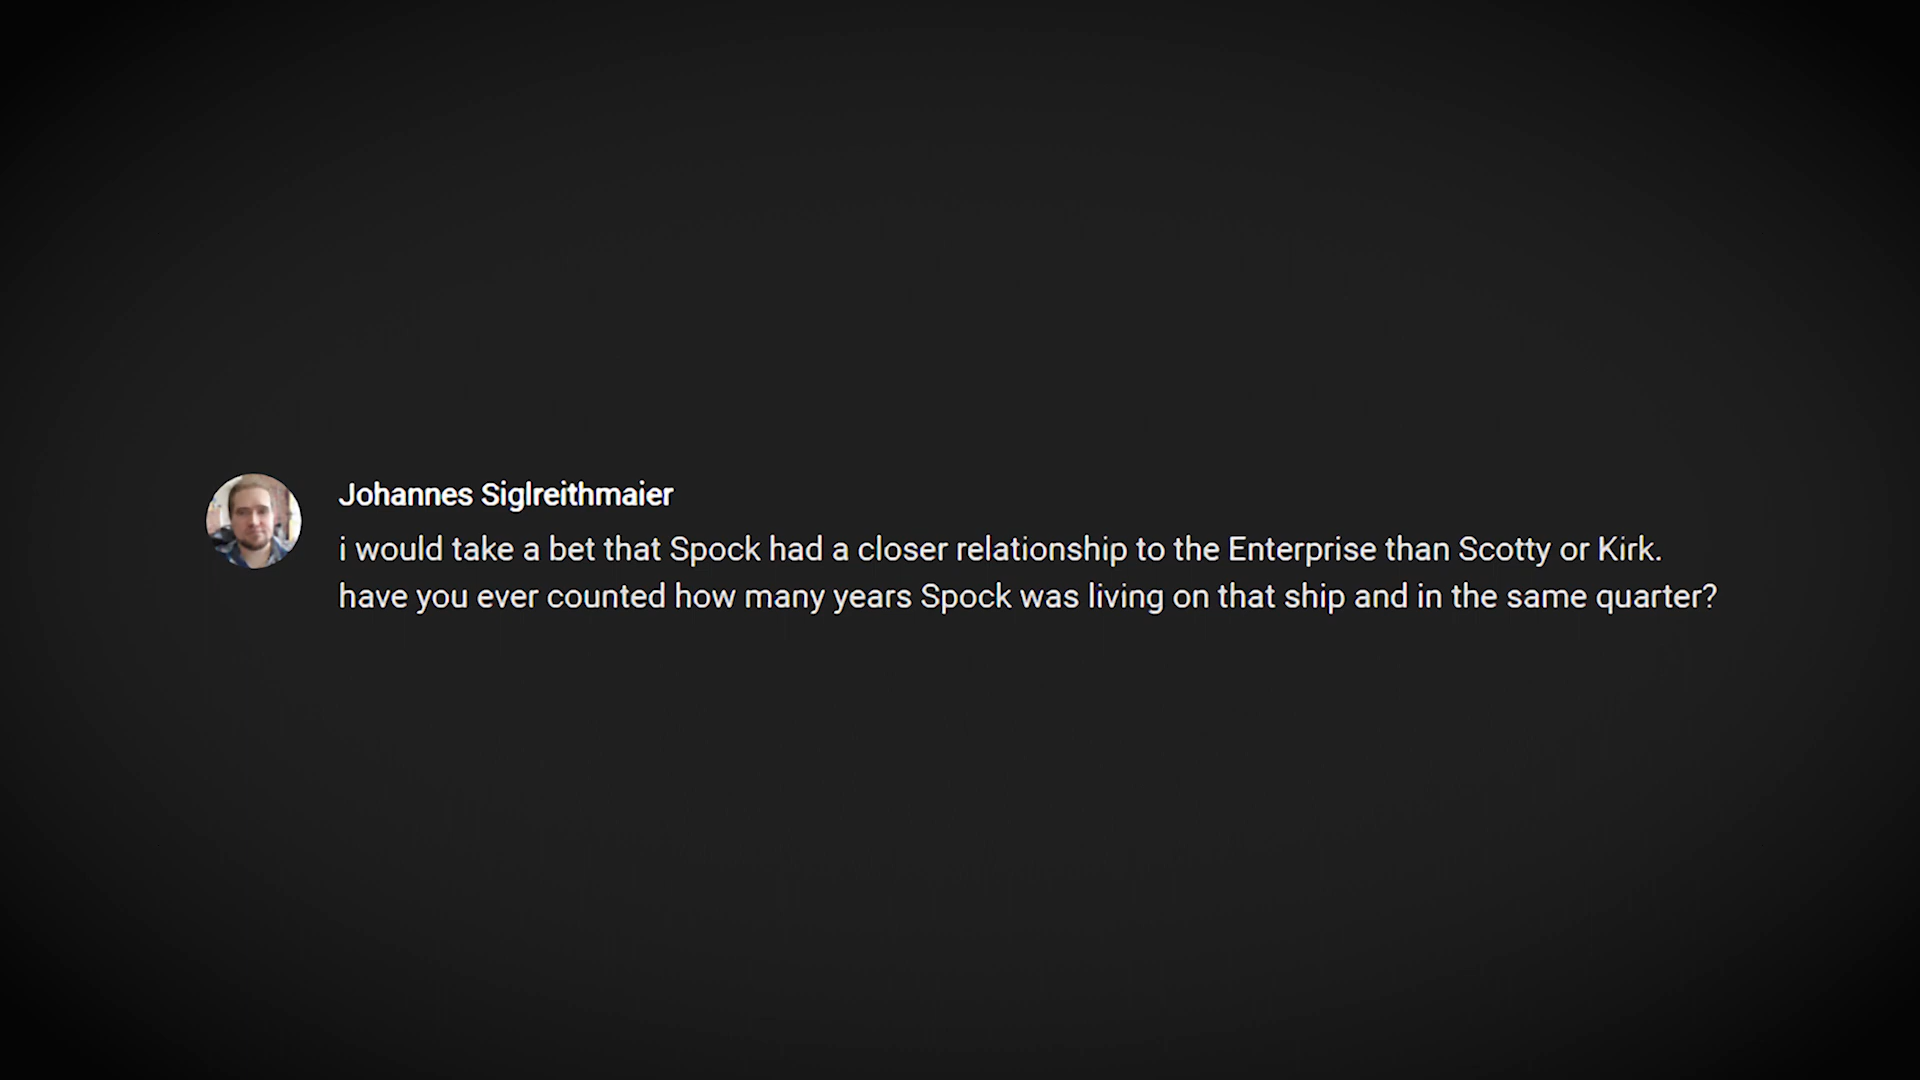 Johannes Siglreithmaier
i would take a bet that Spock had a closer relationship to the Enterprise than Scotty or Kirk.
have you ever counted how many years Spock was living on that ship and in the same quarter?